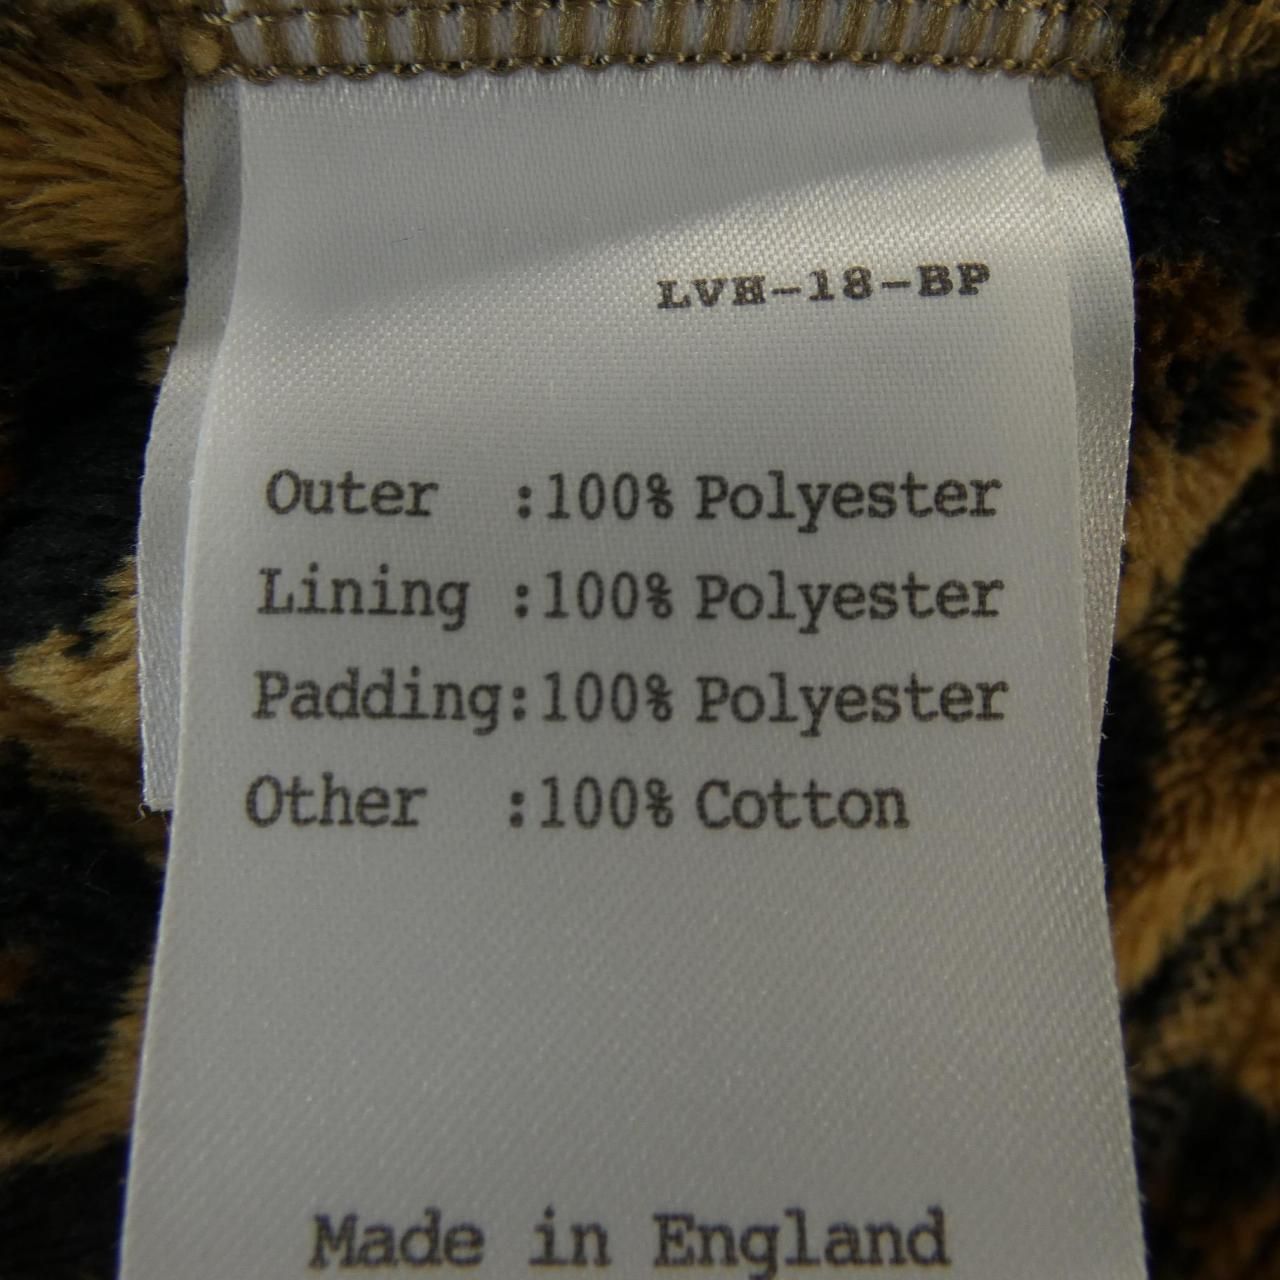 LVH-18-BP
Outer :100% Polyester
Lining :100% Polyester
Padding:100% Polyester
Other :100% Cotton
Made in England